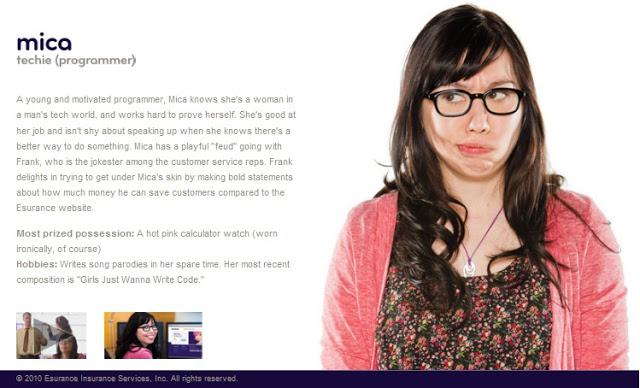 mica
techie (programmer)
A young and motivated programmer, Mica knows she's a woman in
a man's tech world, and works hard to prove herself. She's good at
her job and isn't shy about speaking up when she knows there's a
better way to do something. Mica has a playful "feud" going with
Frank, who is the jokester among the customer service reps. Frank
delights in trying to get under Mica's skin by making bold statements
about how much money he can save customers compared to the
Esurance website.
Most prized possession: A hot pink calculator watch (worn
ironically, of course)
Hobbies: Writes song parodies in her spare time. Her most recent
composition is "Girls Just Wanna Write Code."
© 2010 Esurance Insurance Services, Inc. All rights reserved.